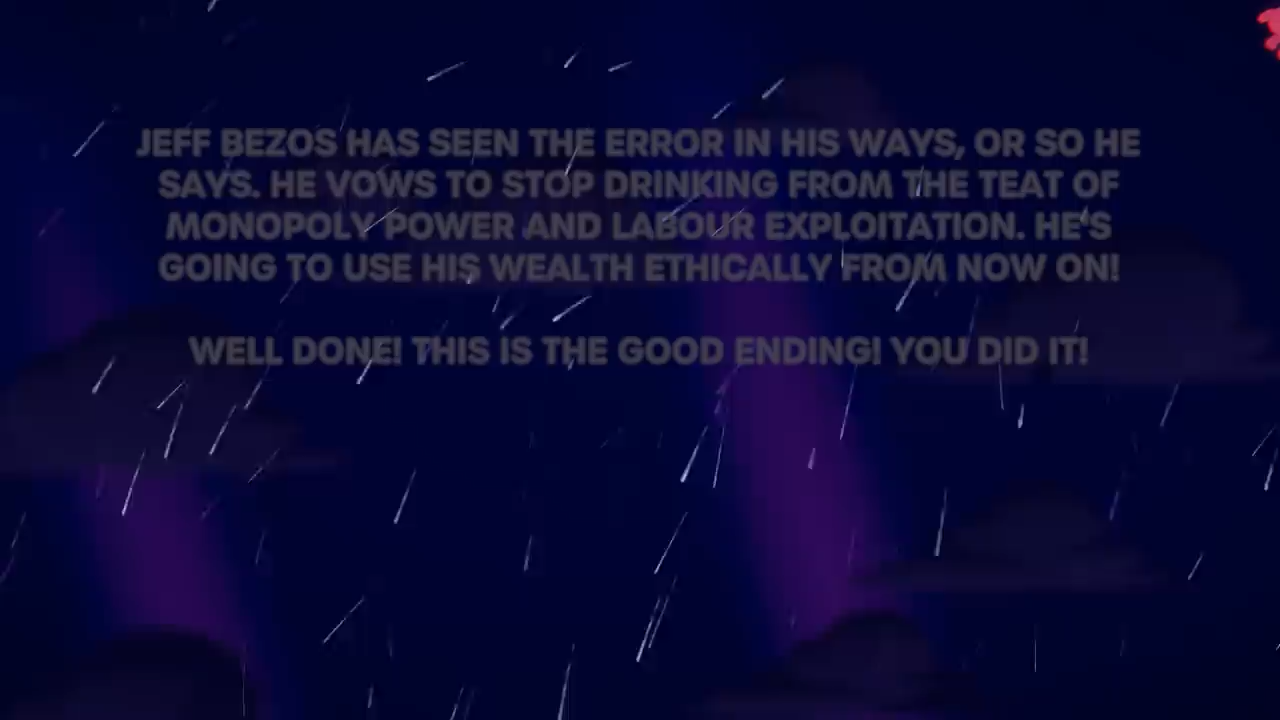 JEFF BEZOS HAS SEEN THE ERROR IN HIS WAYS, OR SO HE
SAYS. HE VOWS TO STOP DRINKING FROM THE TEAT OF
MONOPOLY POWER AND LABOUR EXPLOITATION. HE'S
GOING TO USE HIS WEALTH ETHICALLY FROM NOW ON!
WELL DONE! THIS IS THE GOOD ENDING! YOU DID IT!